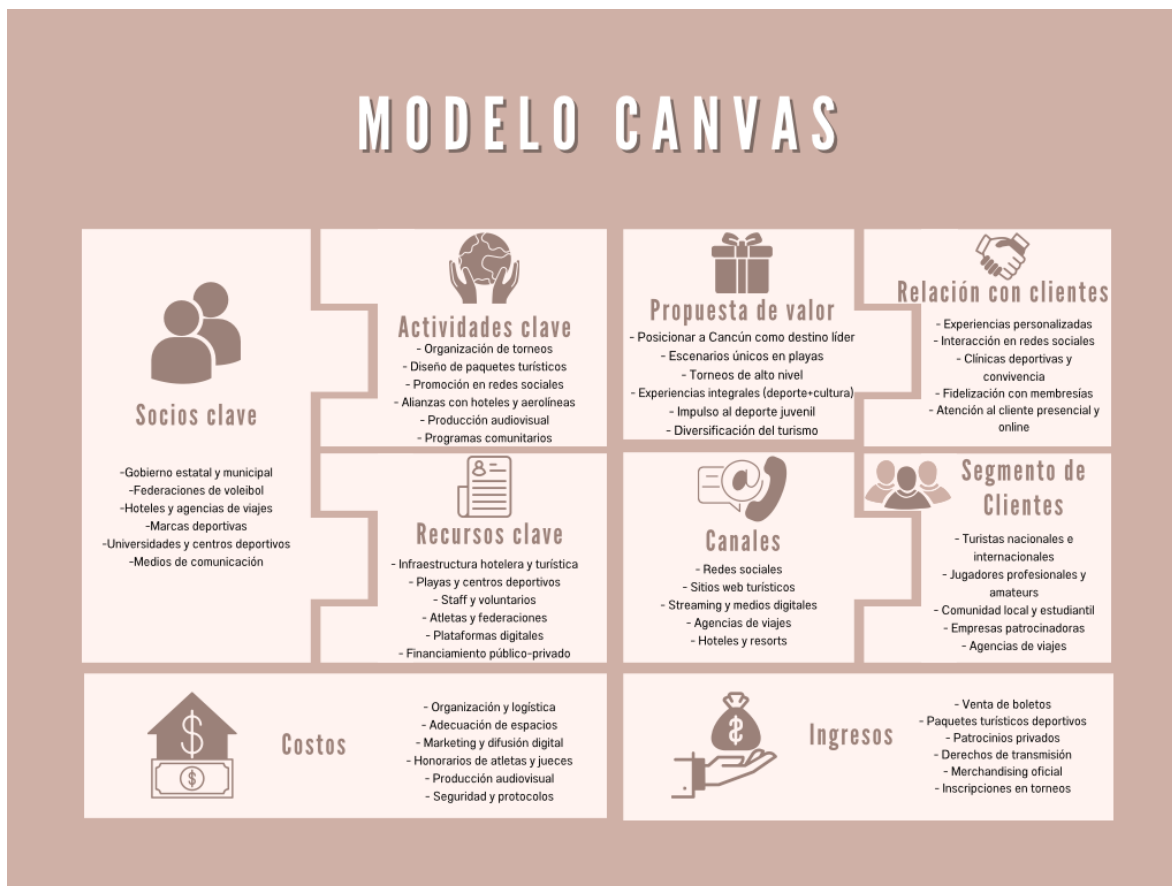 MODELO CANVAS
Socios clave
-Gobierno estatal y municipal
-Federaciones de voleibol
-Hoteles y agencias de viajes
-Marcas deportivas
-Universidades y centros deportivos
-Medios de comunicación
Actividades clave
- Organización de torneos
- Diseño de paquetes turísticos
- Promoción en redes sociales
- Alianzas con hoteles y aerolíneas
- Producción audiovisual
- Programas comunitarios
Recursos clave
- Infraestructura hotelera y turística
- Playas y centros deportivos
- Staff y voluntarios
- Atletas y federaciones
- Plataformas digitales
- Financiamiento público-privado
Propuesta de valor
- Posicionar a Cancún como destino líder
- Escenarios únicos en playas
- Torneos de alto nivel
- Experiencias integrales (deporte+cultura)
- Impulso al deporte juvenil
- Diversificación del turismo
Relación con clientes
- Experiencias personalizadas
- Interacción en redes sociales
- Clínicas deportivas y
convivencia
- Fidelización con membresías
- Atención al cliente presencial y
online
Canales
- Redes sociales
- Sitios web turísticos
- Streaming y medios digitales
- Agencias de viajes
- Hoteles y resorts
Segmento de
Clientes
- Turistas nacionales e
internacionales
- Jugadores profesionales y
amateurs
- Comunidad local y estudiantil
- Empresas patrocinadoras
- Agencias de viajes
Costos
- Organización y logística
- Adecuación de espacios
- Marketing y difusión digital
- Honorarios de atletas y jueces
- Producción audiovisual
- Seguridad y protocolos
Ingresos
- Venta de boletos
- Paquetes turísticos deportivos
- Patrocinios privados
- Derechos de transmisión
- Merchandising oficial
- Inscripciones en torneos